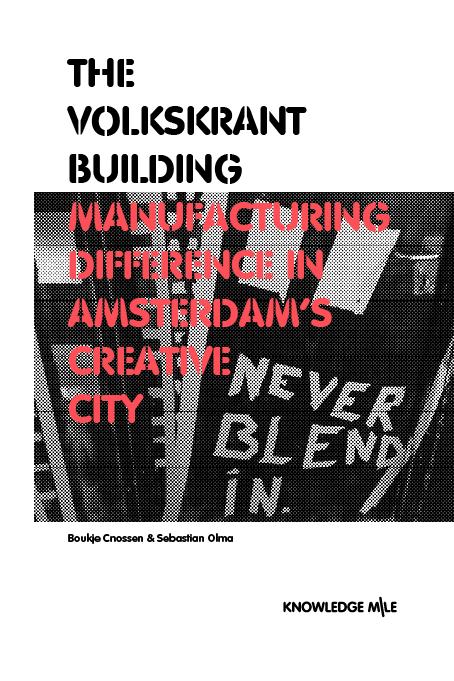 THE
VOLKSKRANT
BUILDING
MANUFACTURING
DIFFERENCE IN
AMSTERDAM'S
CREATIVE
CITY
NEVER
BLEND
iN.
Boukje Cnossen & Sebastian Olma
KNOWLEDGE MILE